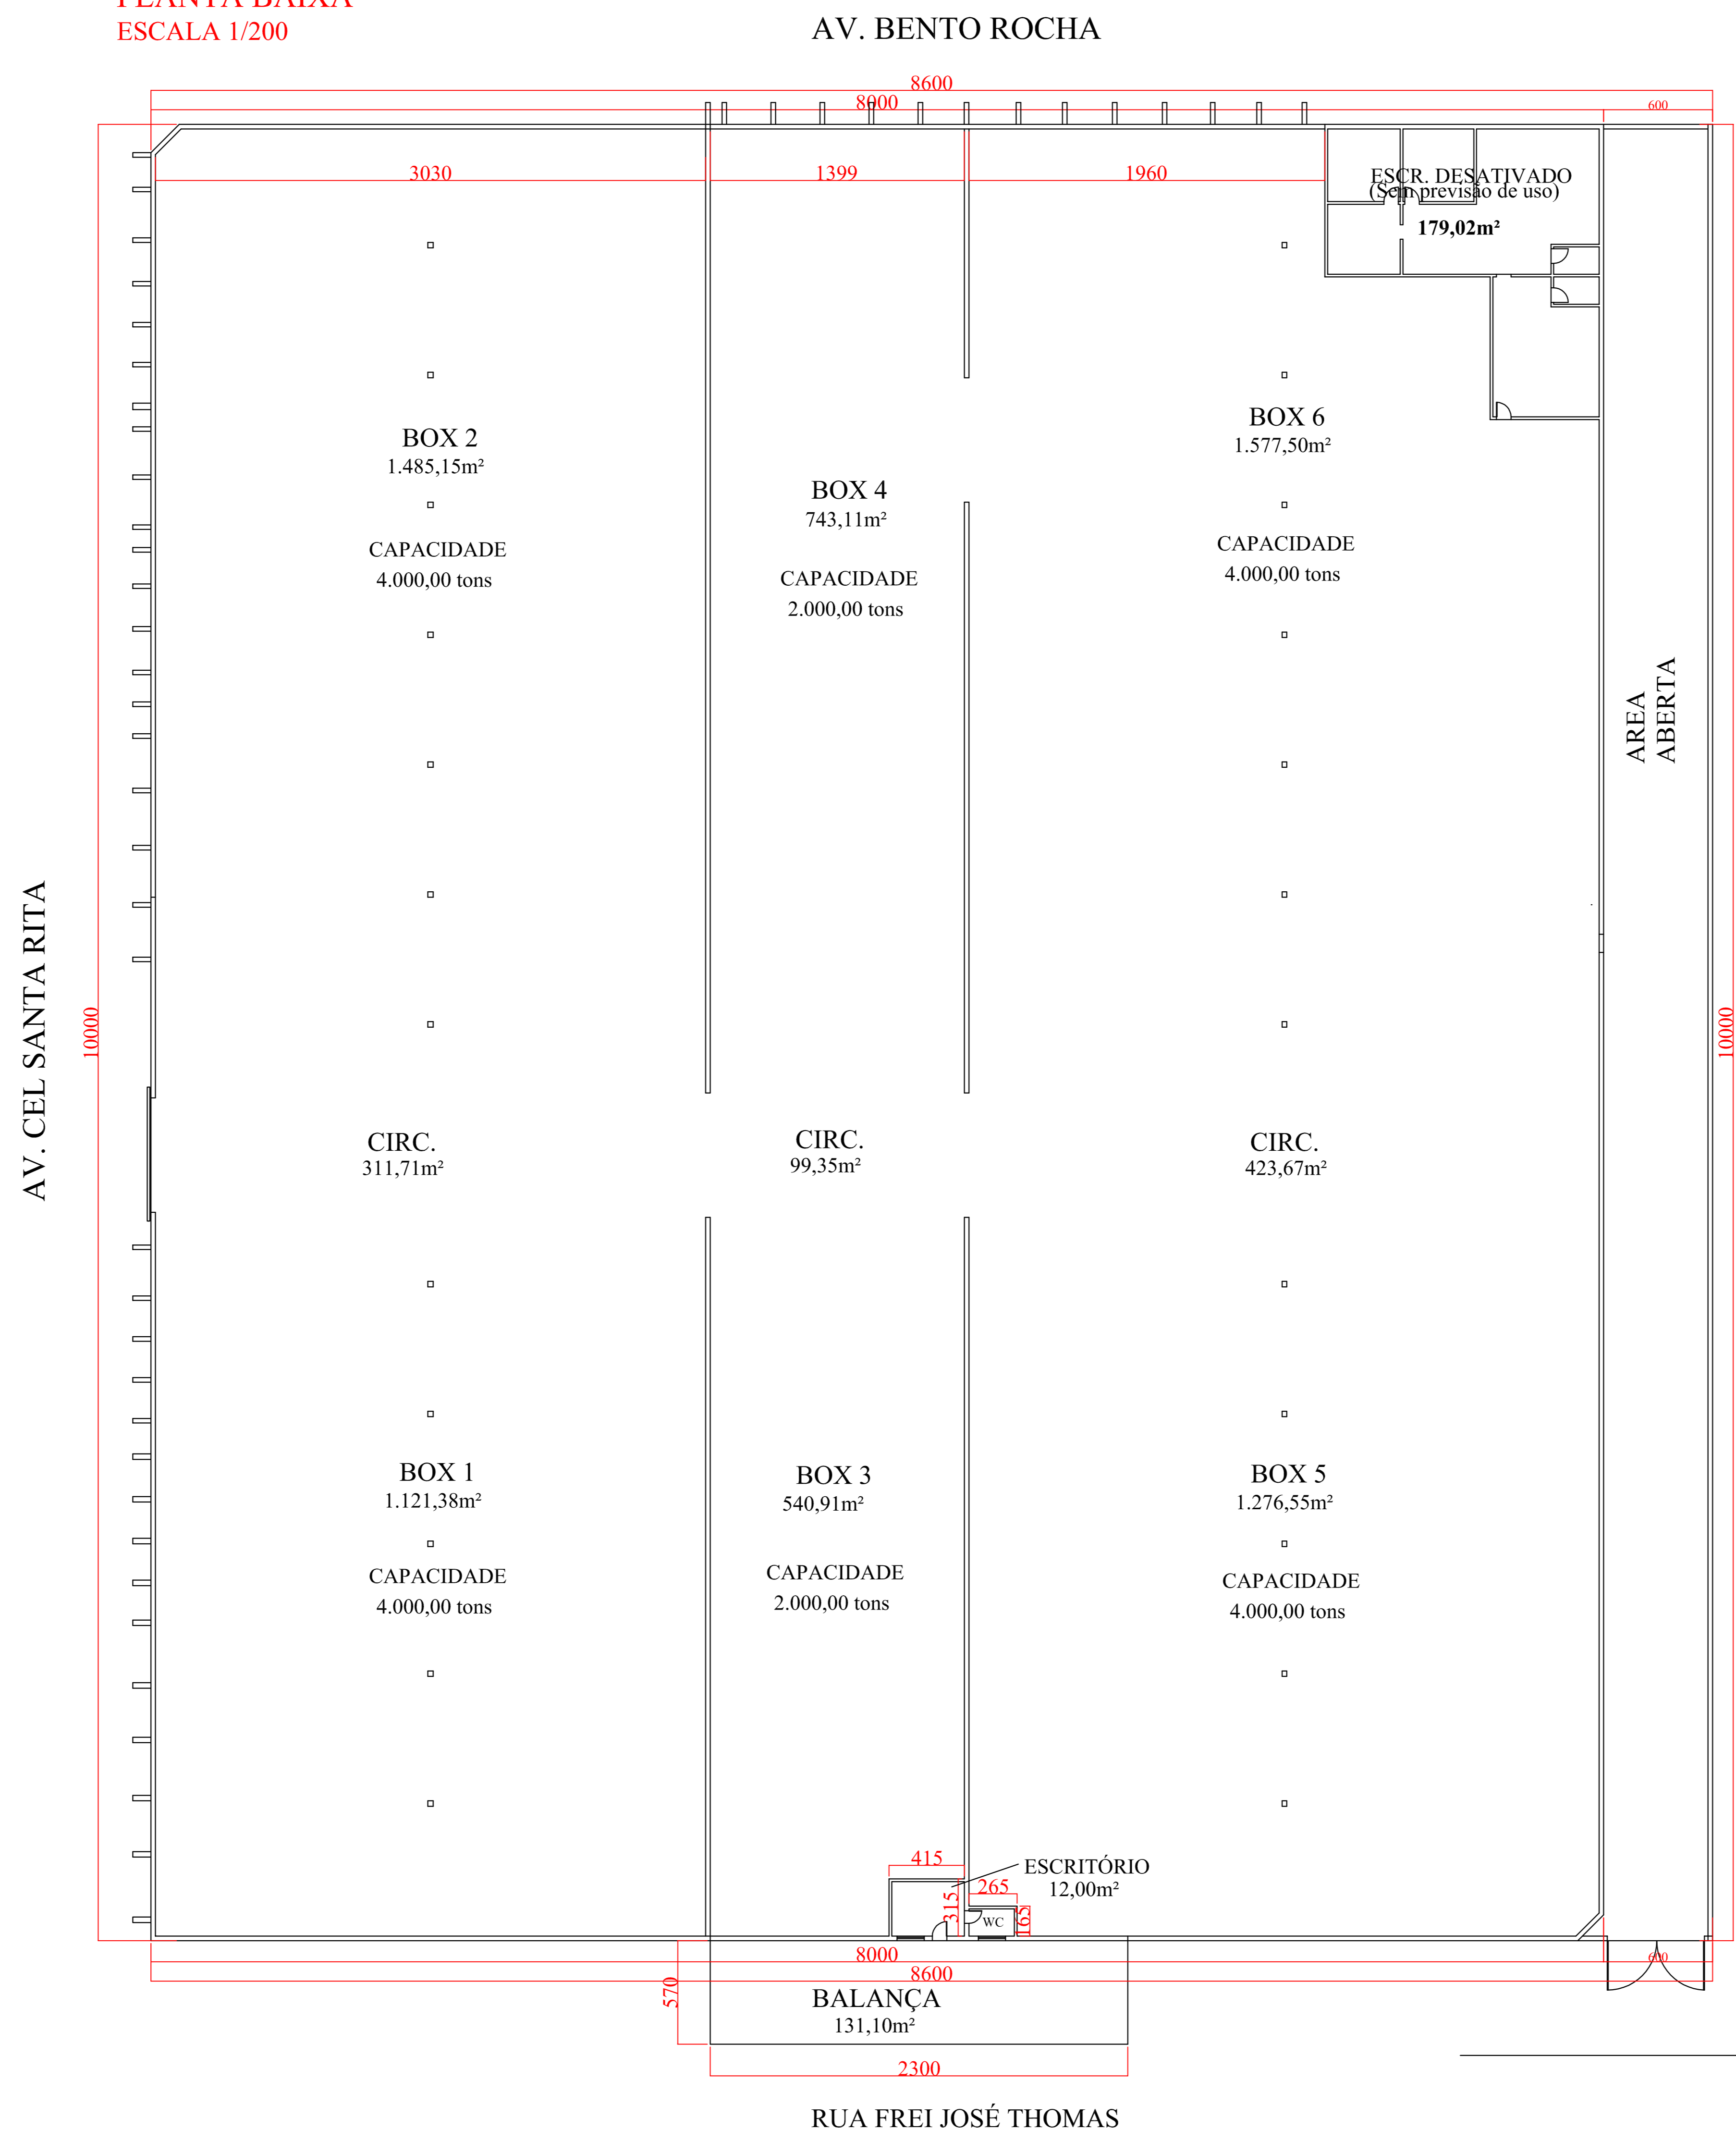 PLANTA BAIXA
ESCALA 1/200
AV. BENTO ROCHA
8600
8000
600
3030
1399
1960
ESCR. DESATIVADO
(Sem previsão de uso)
179,02m²
BOX 2
1.485,15m²
CAPACIDADE
4.000,00 tons
BOX 4
743,11m²
CAPACIDADE
2.000,00 tons
BOX 6
1.577,50m²
CAPACIDADE
4.000,00 tons
AREA
ABERTA
AV. CEL SANTA RITA
10000
10000
CIRC.
311,71m²
CIRC.
99,35m²
CIRC.
423,67m²
BOX 1
1.121,38m²
CAPACIDADE
4.000,00 tons
BOX 3
540,91m²
CAPACIDADE
2.000,00 tons
BOX 5
1.276,55m²
CAPACIDADE
4.000,00 tons
415
315
ESCRITÓRIO
12,00m²
265
165
WC
8000
600
8600
570
BALANÇA
131,10m²
2300
RUA FREI JOSÉ THOMAS